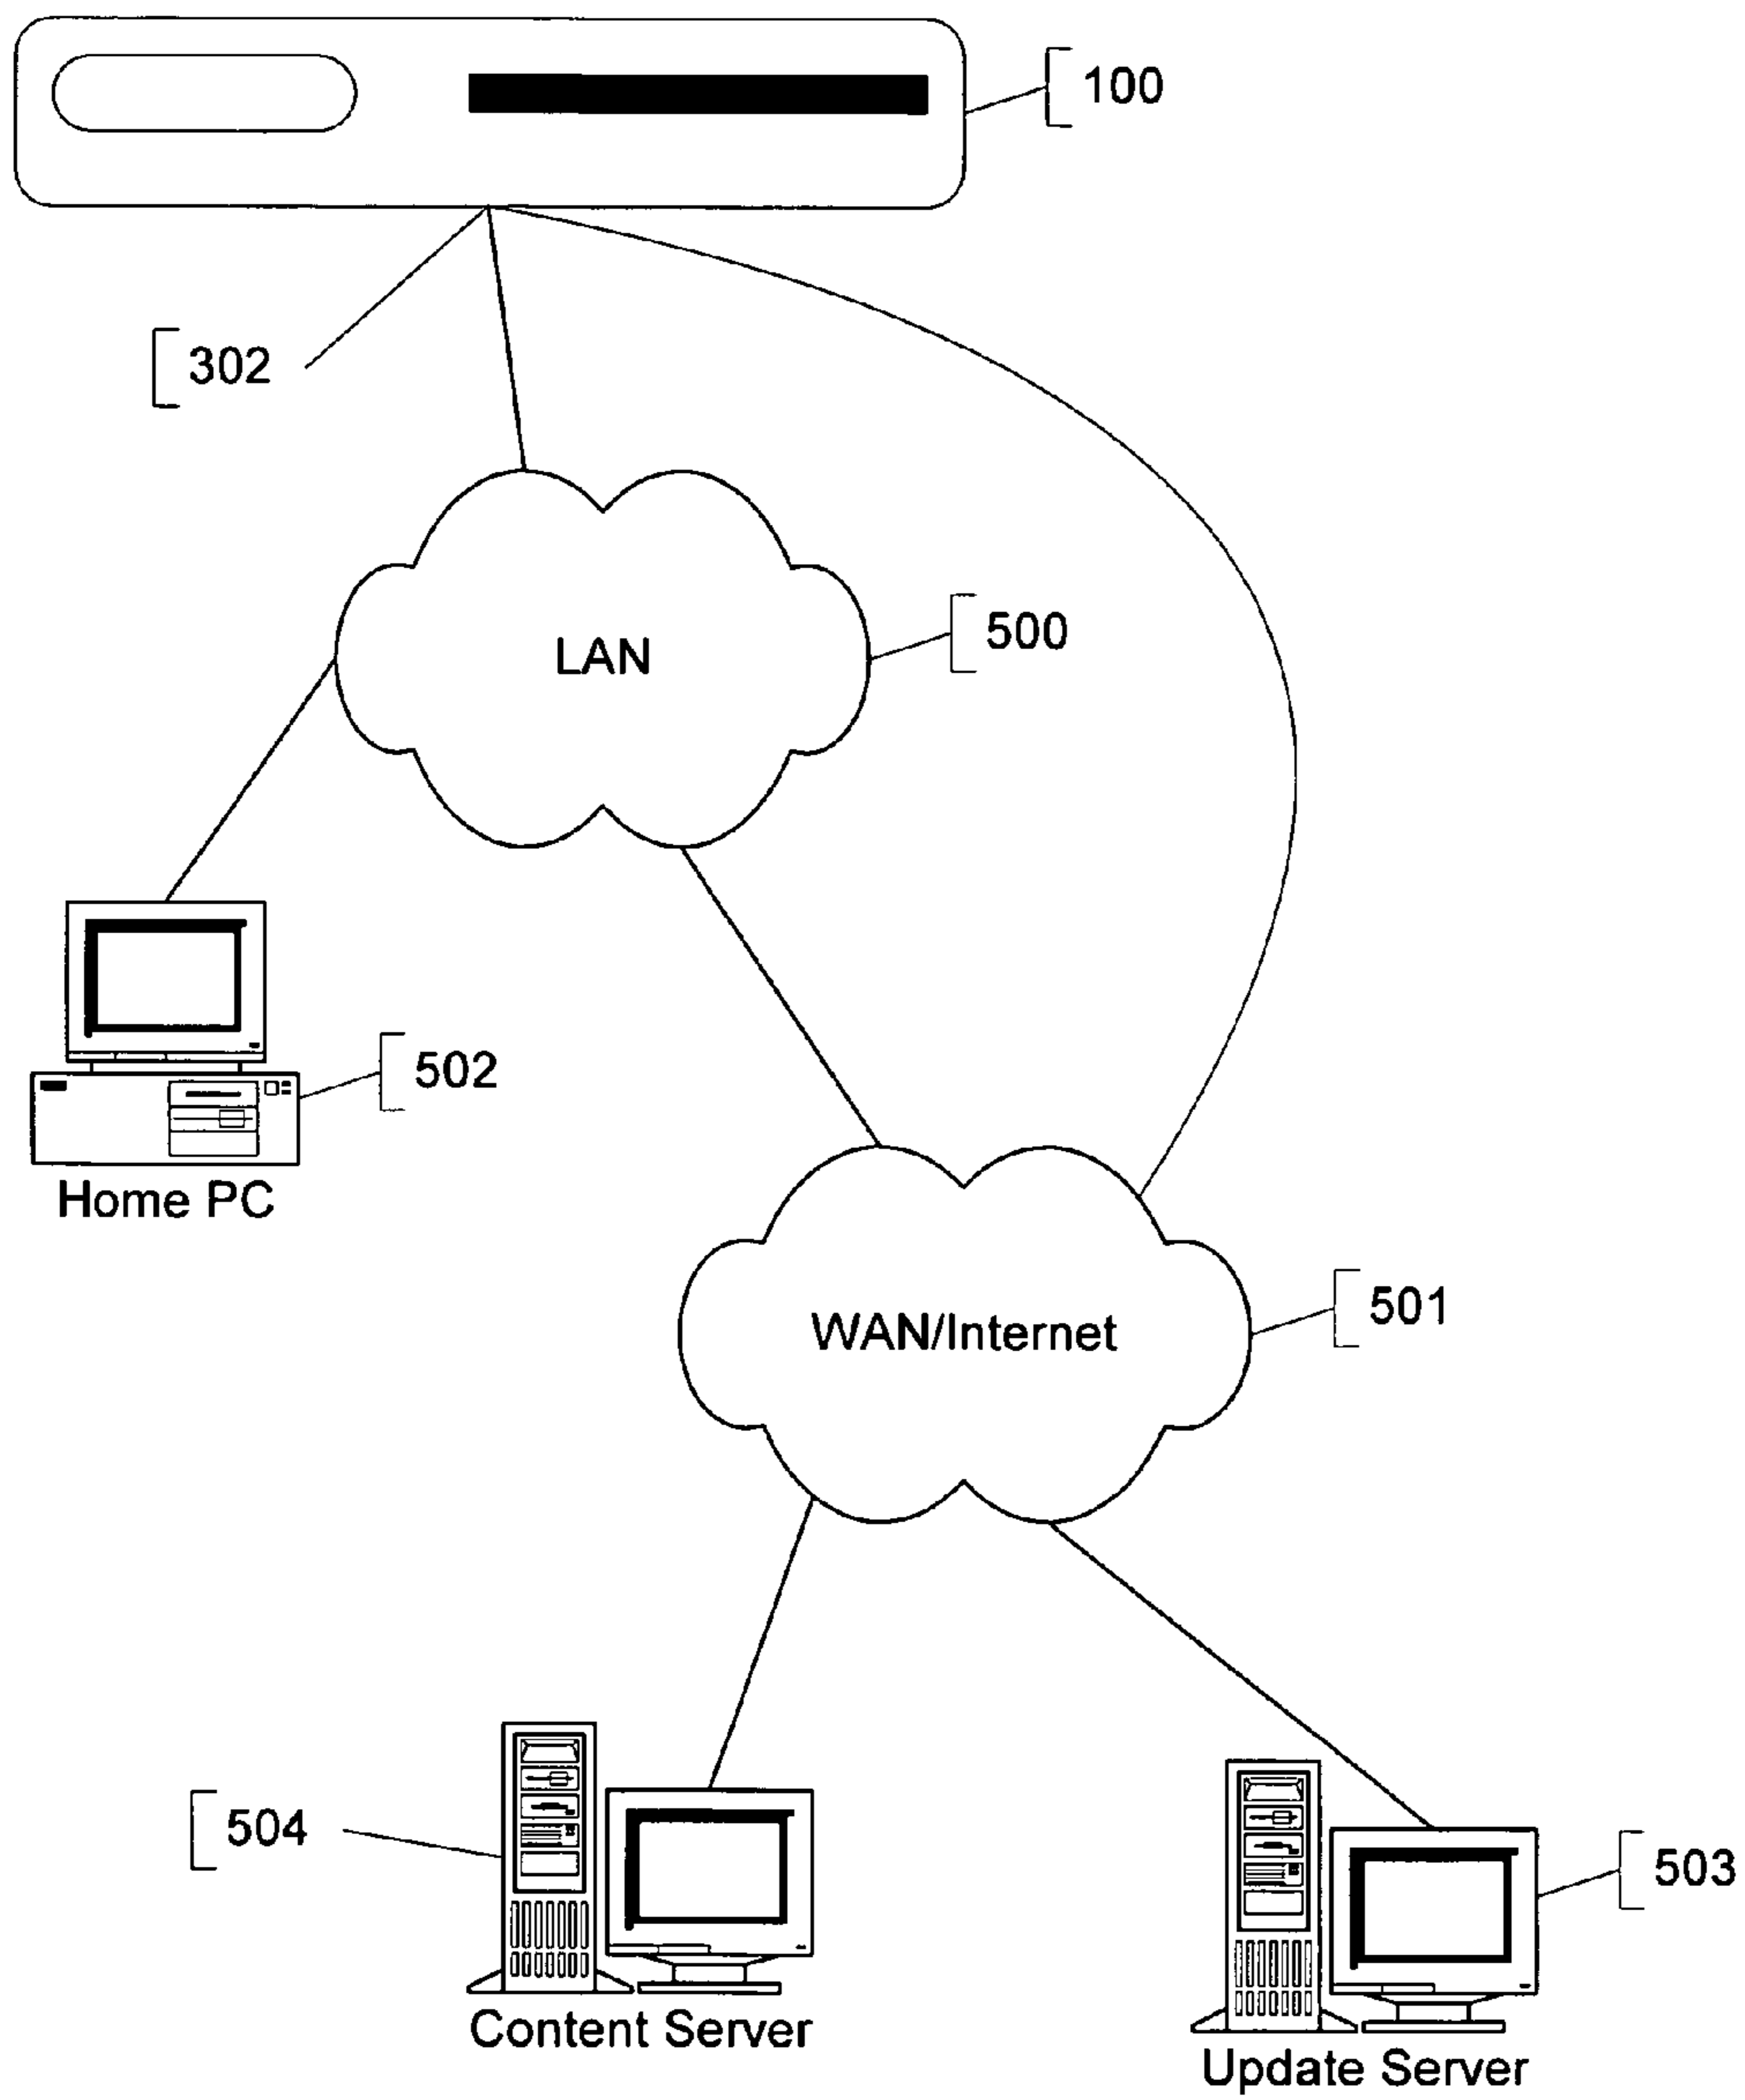 100
302
500
LAN
502
Home PC
501
WAN/Internet
504
503
Content Server
Update Server